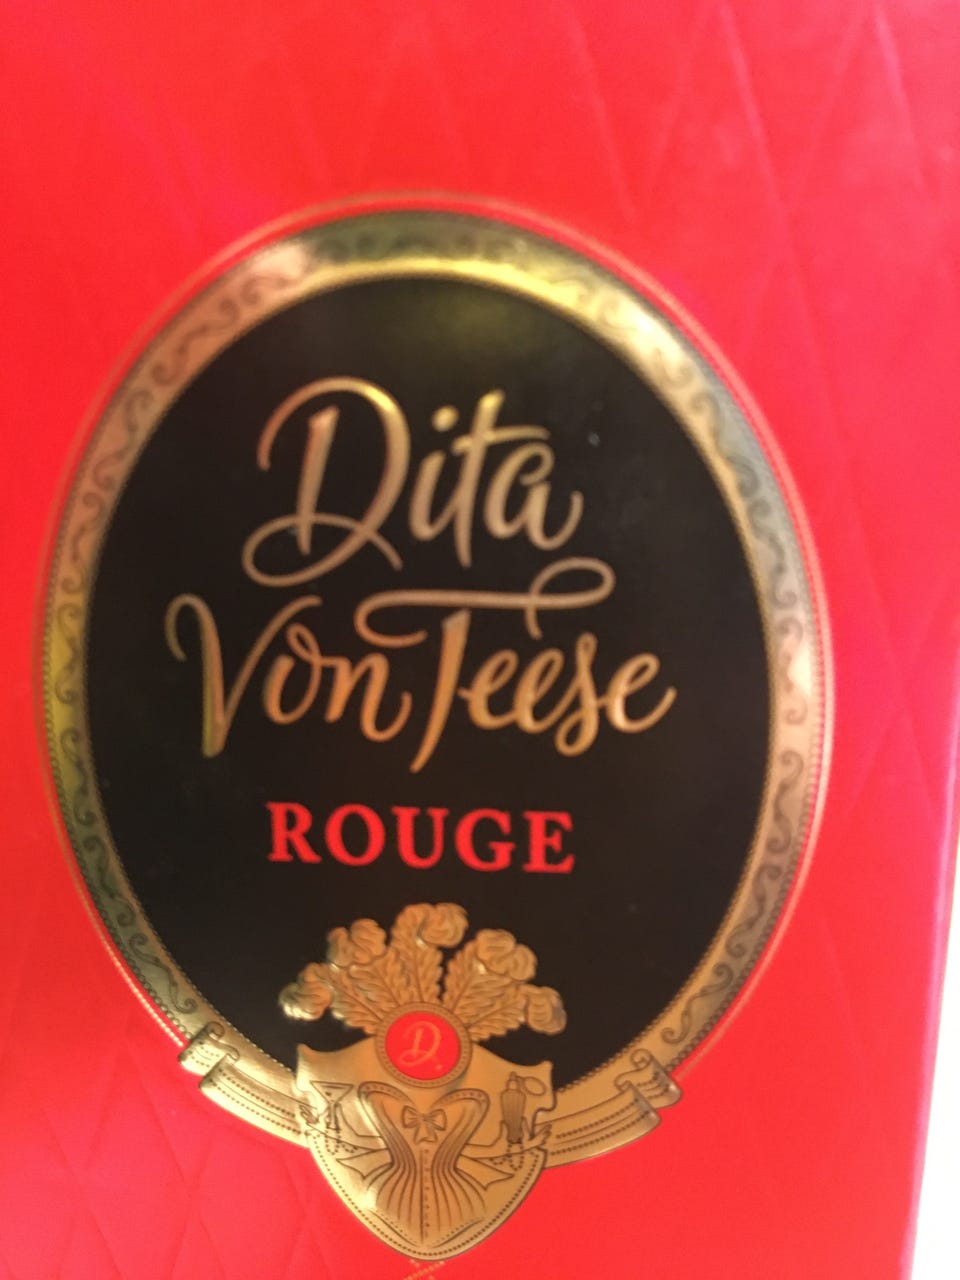 Dita
Von Teese
ROUGE
D.